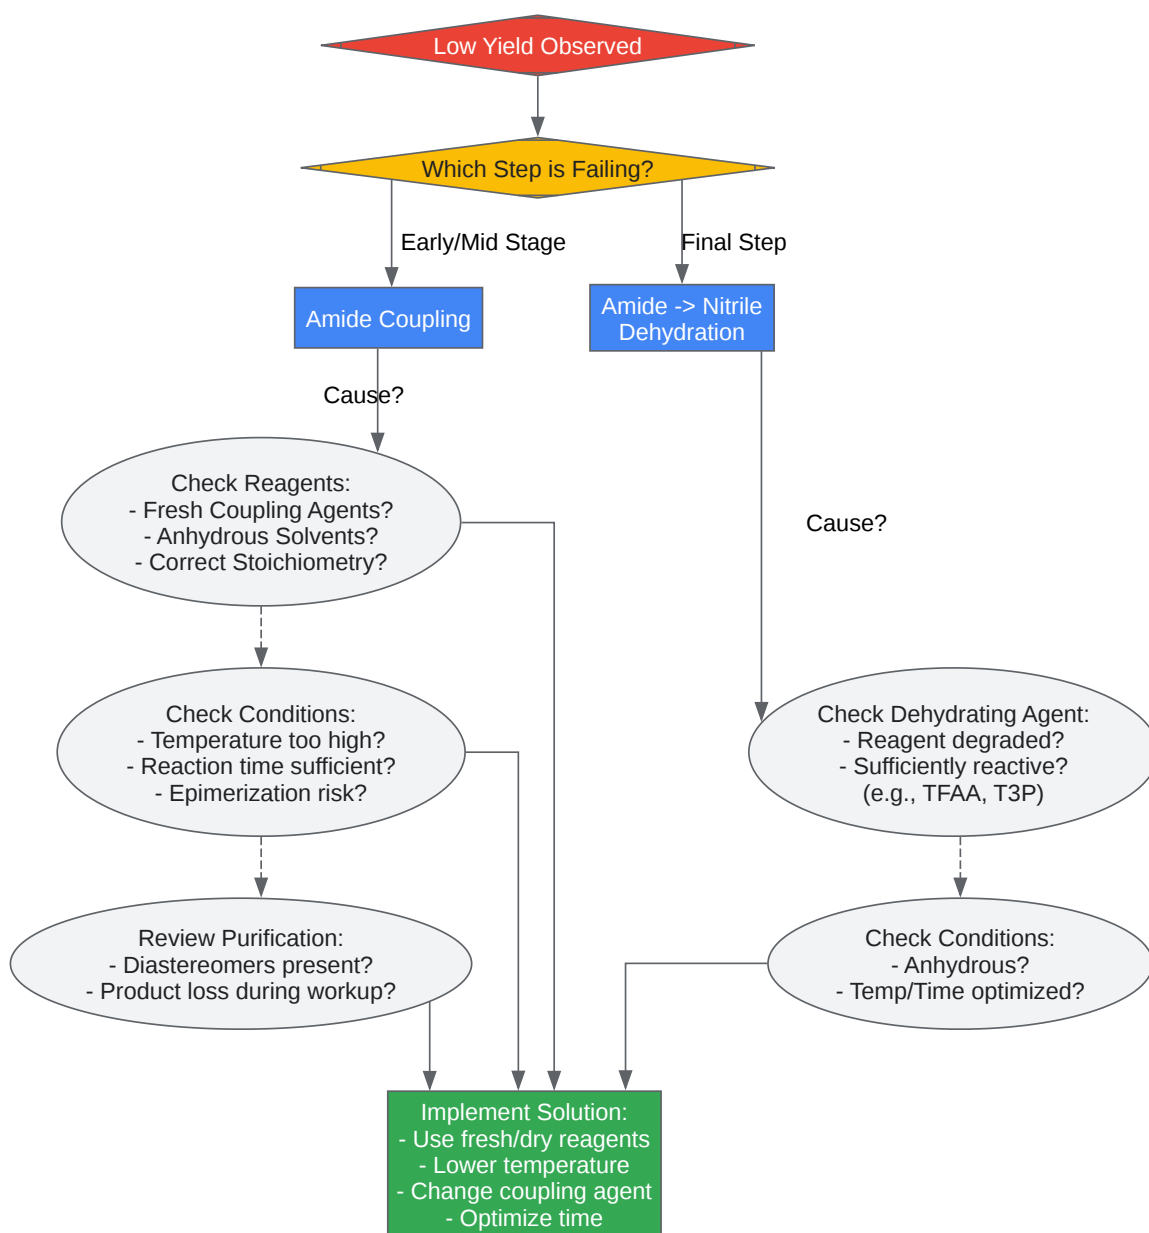 Low Yield Observed
Which Step is Failing?
Early/Mid Stage
Final Step
Amide Coupling
Amide -> Nitrile
Dehydration
Cause?
Check Reagents:
- Fresh Coupling Agents?
- Anhydrous Solvents?
- Correct Stoichiometry?
Cause?
Check Conditions:
- Temperature too high?
- Reaction time sufficient?
- Epimerization risk?
Check Dehydrating Agent:
- Reagent degraded?
- Sufficiently reactive?
(e.g., TFAA, T3P)
Review Purification:
- Diastereomers present?
- Product loss during workup?
Check Conditions:
- Anhydrous?
- Temp/Time optimized?
Implement Solution:
- Use fresh/dry reagents
- Lower temperature
- Change coupling agent
- Optimize time